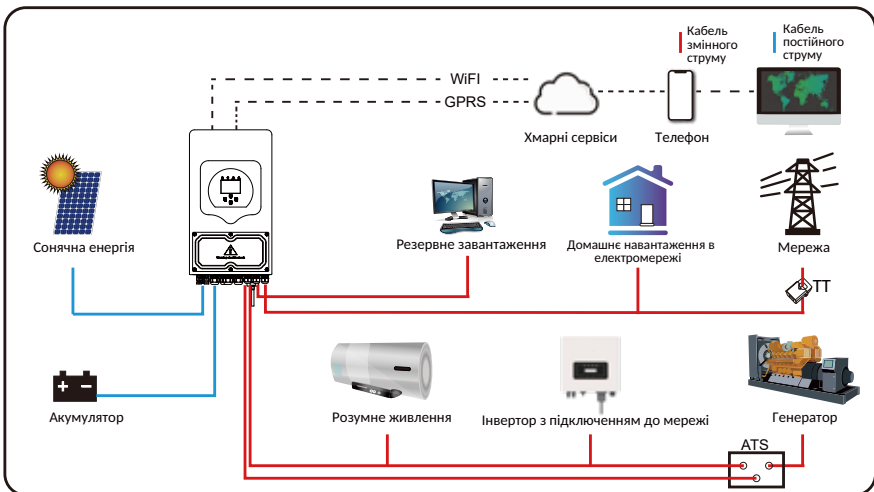 Кабель
змінного
струму
Кабель
постійного
струму
WiFI
GPRS
Хмарні сервіси
Телефон
Сонячна енергія
Резервне завантаження
Домашнє навантаження в
електромережі
Мережа
ТТ
Акумулятор
Розумне живлення
Інвертор з підключенням до мережі
Генератор
ATS